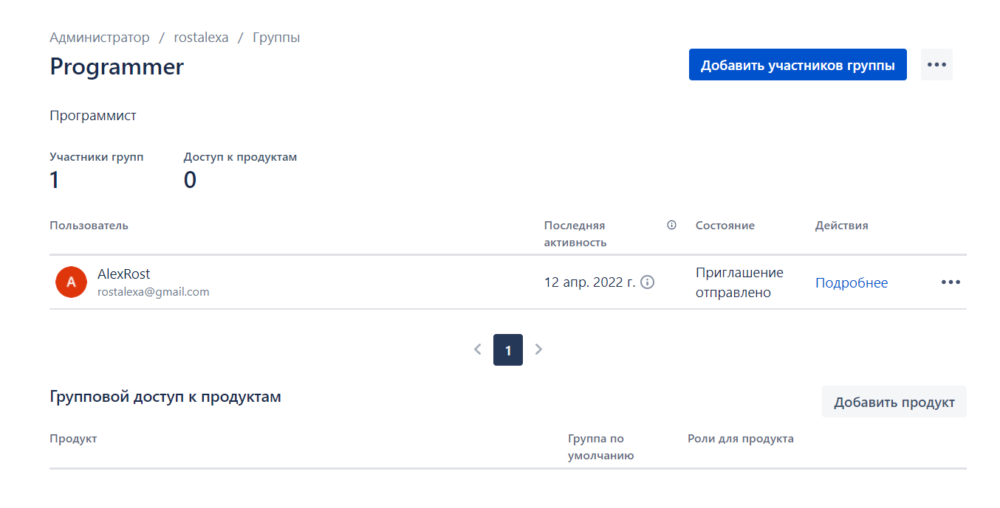 Администратор / rostalexa / Группы
Programmer
Добавить участников группы
Программист
Участники групп
Доступ к продуктам
1
0
Пользователь
Последняя
активность
Состояние
Действия
A
AlexRost
rostalexa@gmail.com
12 апр. 2022 г.
Приглашение
отправлено
Подробнее
1
Групповой доступ к продуктам
Добавить продукт
Продукт
Группа по
умолчанию
Роли для продукта